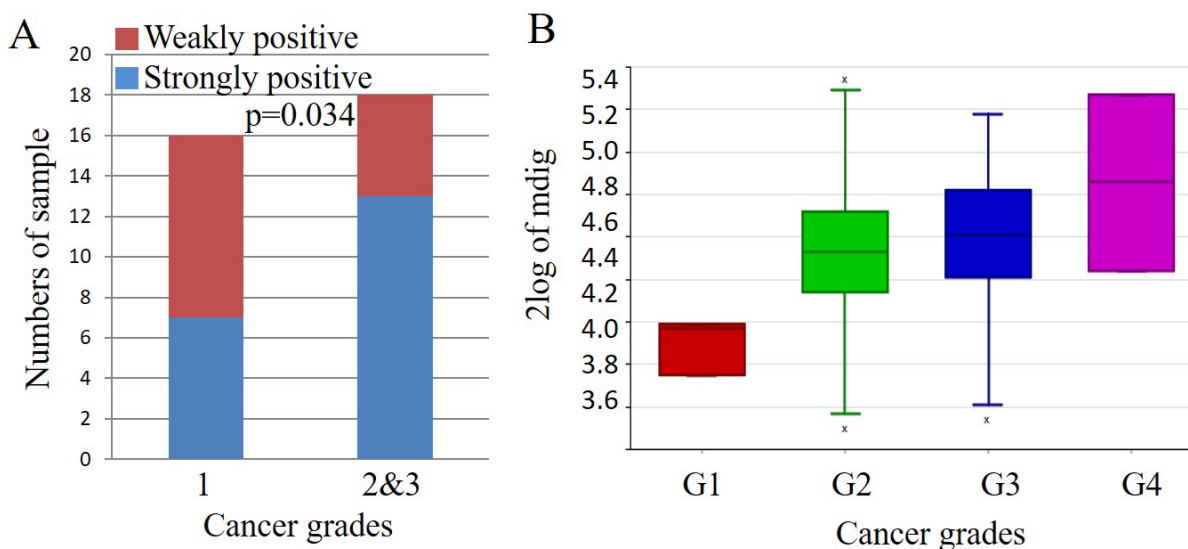 A
Weakly positive
Strongly positive
p=0.034
20
18
16
14
12
10
8
6
4
2
0
Numbers of sample
1 2&3
Cancer grades
B
5.4
5.2
5.0
4.8
4.6
4.4
4.2
4.0
3.8
3.6
2log of mdig
x
x
x
G1 G2 G3 G4
Cancer grades